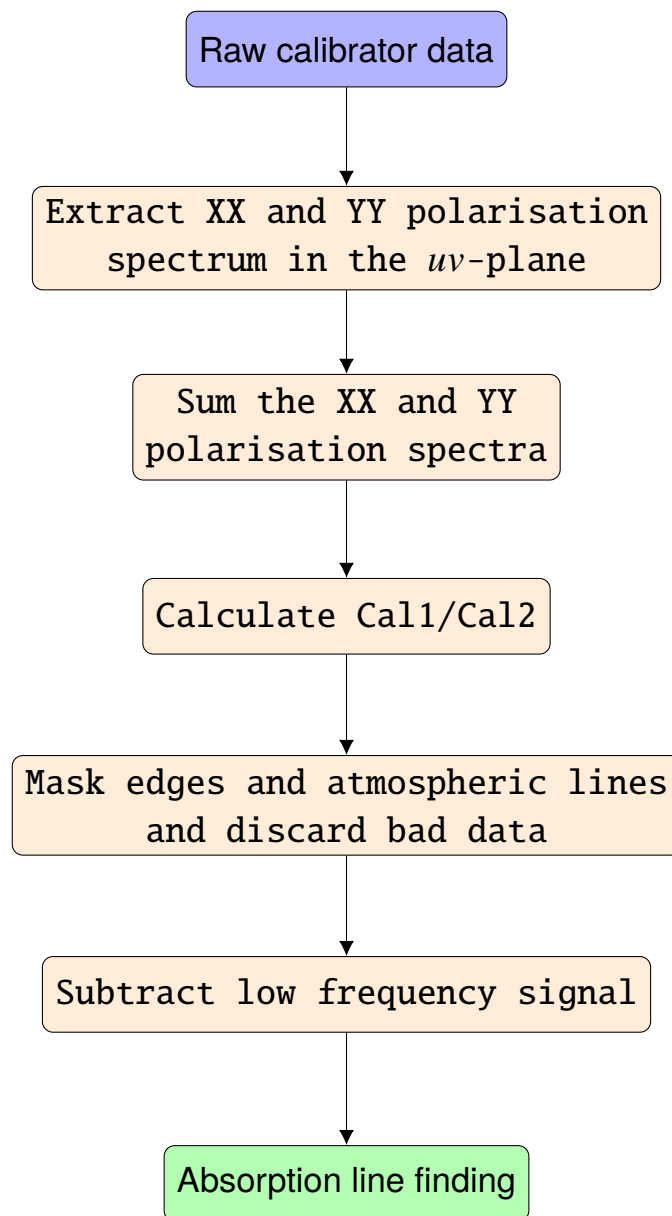 Raw calibrator data
Extract XX and YY polarisation
spectrum in the uv-plane
Sum the XX and YY
polarisation spectra
Calculate Cal1/Cal2
Mask edges and atmospheric lines
and discard bad data
Subtract low frequency signal
Absorption line finding